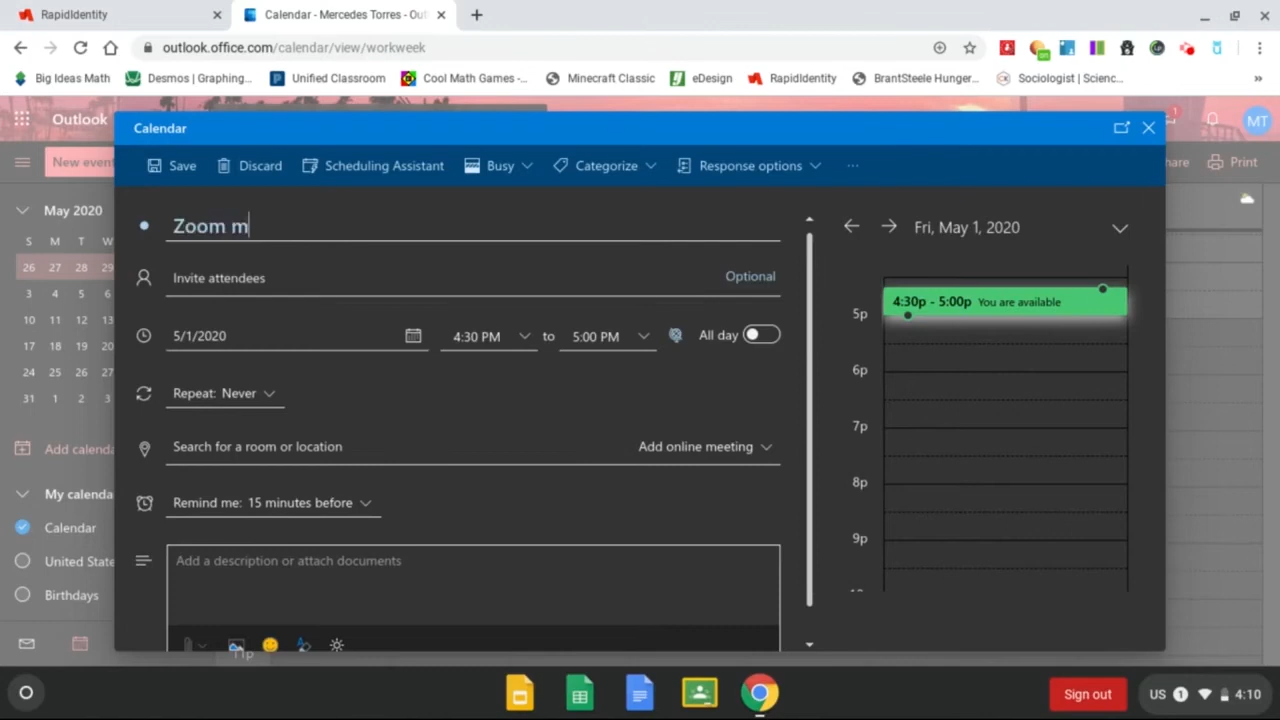 RapidIdentity
Calendar - Mercedes Torres - Out
outlook.office.com/calendar/view/workweek
Big Ideas Math
Desmos | Graphing...
Unified Classroom
Cool Math Games -...
Minecraft Classic
eDesign
RapidIdentity
BrantSteele Hunger...
Sociologist | Scienc...
»
Outlook
1
MT
New event
Print
Calendar
Save
Discard
Scheduling Assistant
Busy
Categorize
Response options
...
May 2020
S M T W
26 27 28 29
3 4 5 6
10 11 12 13
17 18 19 20
24 25 26 27
31 1 2 3
Zoom m
Invite attendees
Optional
5/1/2020
4:30 PM
to
5:00 PM
All day
Repeat: Never
Search for a room or location
Add online meeting
Remind me: 15 minutes before
Add a description or attach documents
Fri, May 1, 2020
4:30p - 5:00p You are available
5p
6p
7p
8p
9p
Add calenda
My calenda
Calendar
United State
Birthdays
11p
Sign out
US
1
4:10